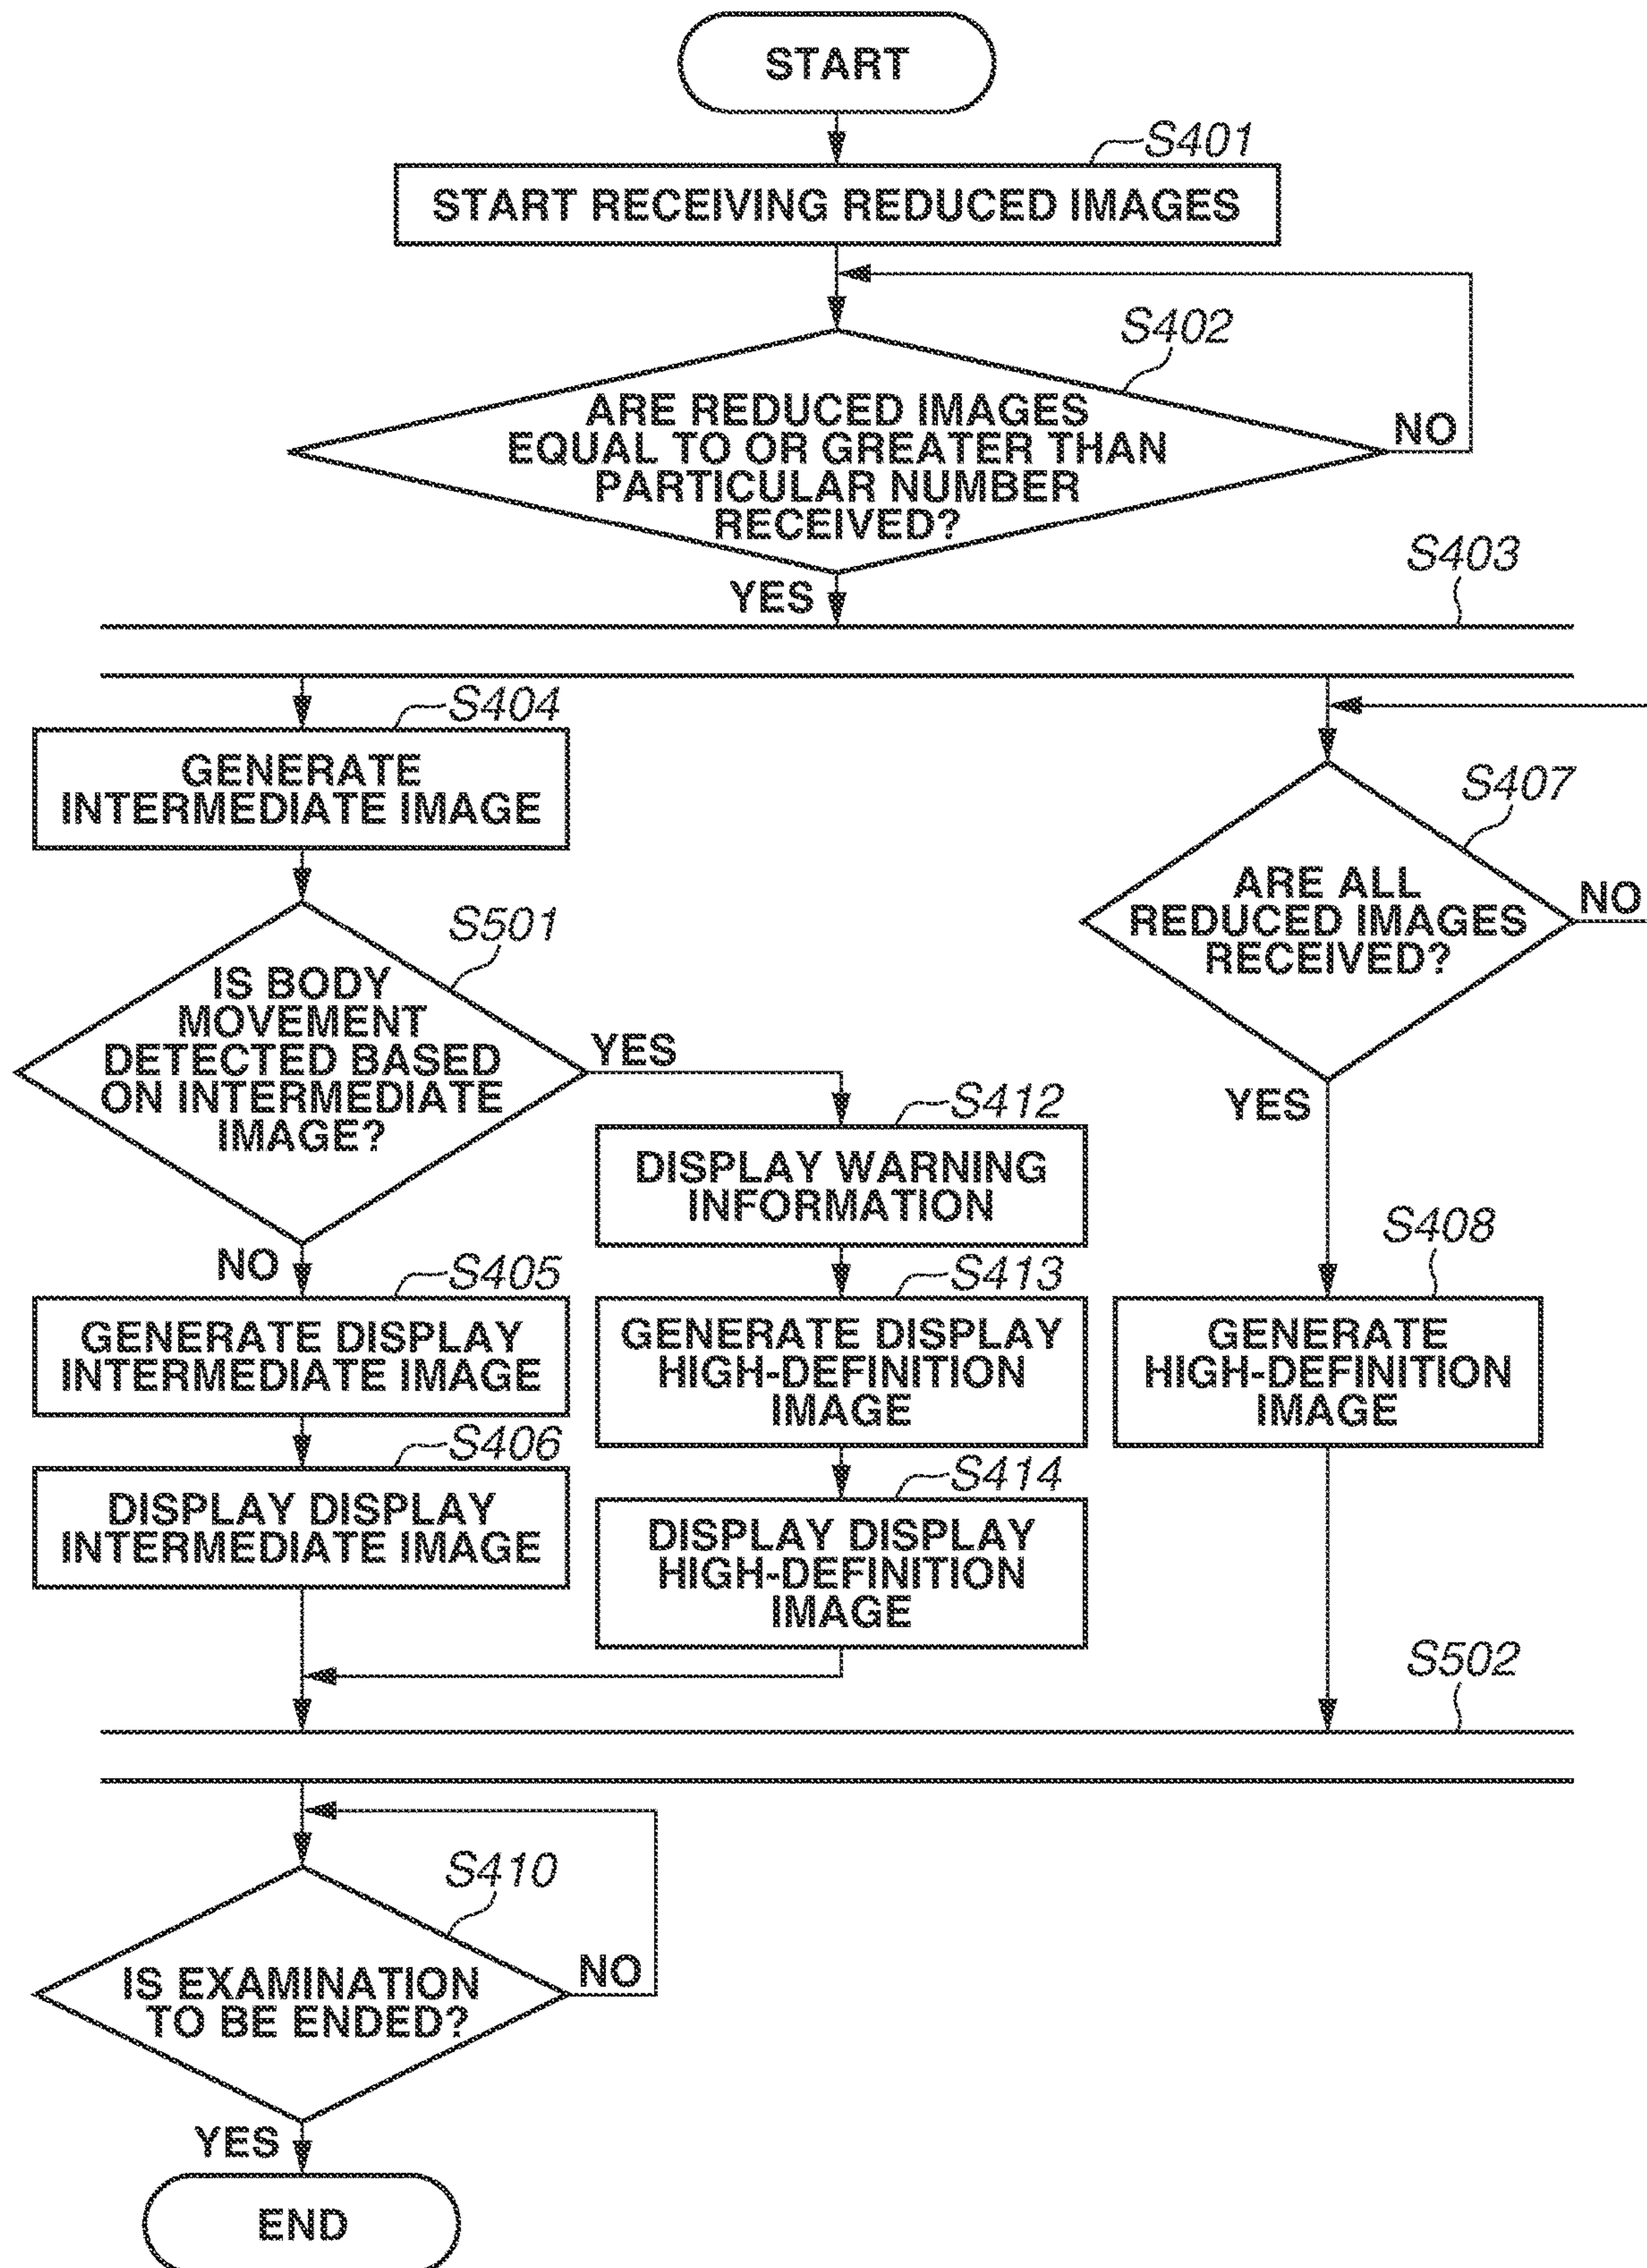 START
S401
START RECEIVING REDUCED IMAGES
S402
ARE REDUCED IMAGES
EQUAL TO OR GREATER THAN
PARTICULAR NUMBER
RECEIVED?
NO
YES
S403
S404
GENERATE
INTERMEDIATE IMAGE
S407
ARE ALL
REDUCED IMAGES
RECEIVED?
NO
YES
S501
IS BODY
MOVEMENT
DETECTED BASED
ON INTERMEDIATE
IMAGE?
YES
NO
S412
DISPLAY WARNING
INFORMATION
S405
GENERATE DISPLAY
INTERMEDIATE IMAGE
S413
GENERATE DISPLAY
HIGH-DEFINITION
IMAGE
S408
GENERATE
HIGH-DEFINITION
IMAGE
S406
DISPLAY DISPLAY
INTERMEDIATE IMAGE
S414
DISPLAY DISPLAY
HIGH-DEFINITION
IMAGE
S502
S410
IS EXAMINATION
TO BE ENDED?
NO
YES
END